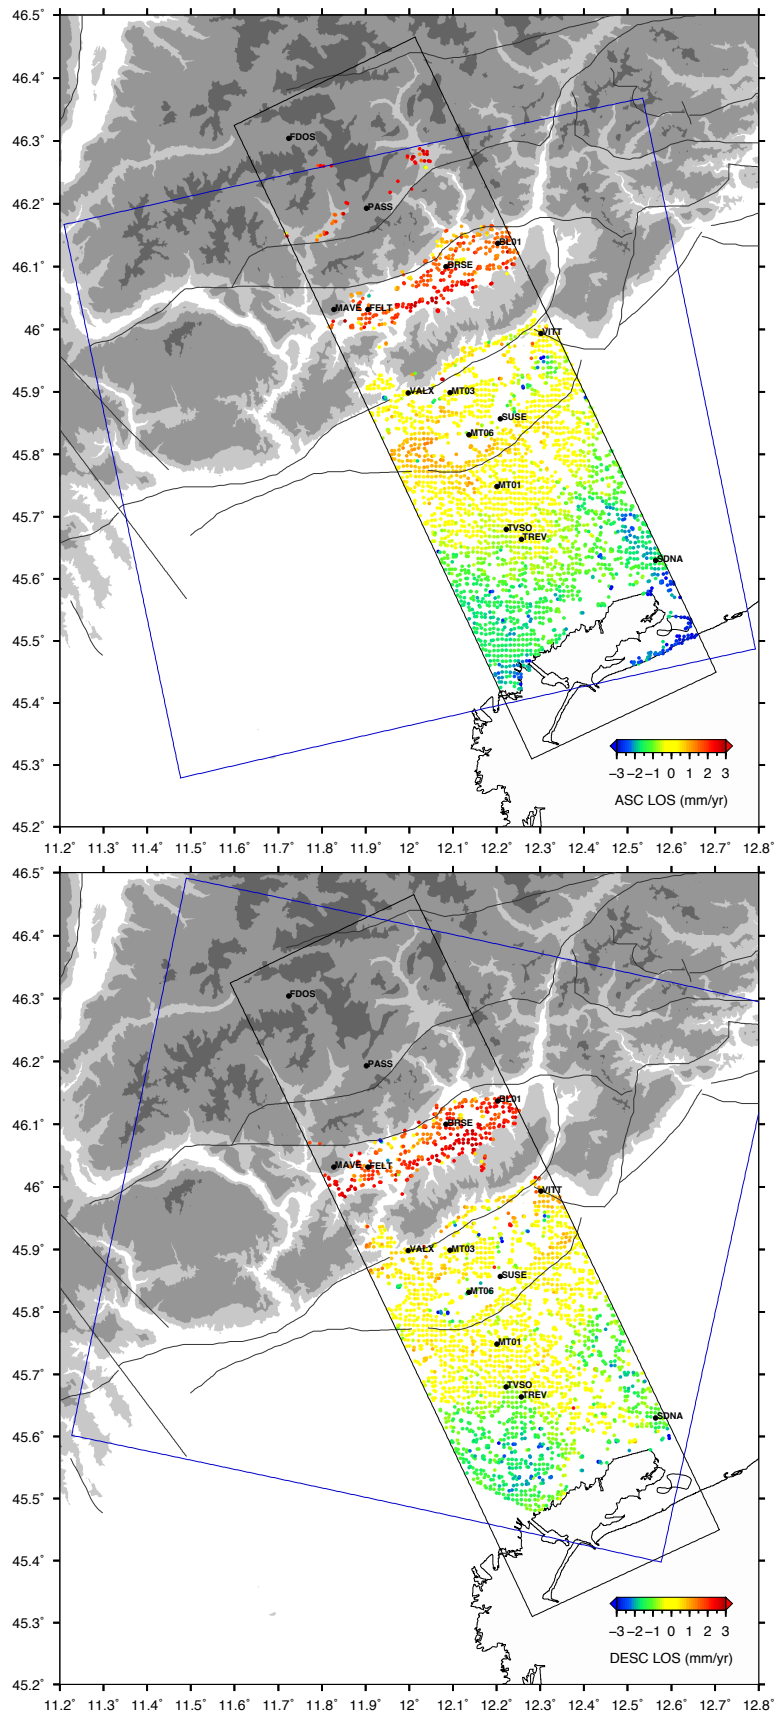 46.5°
46.4°
46.3°
FDOS
46.2°
PASS
BL01
46.1°
BRSE
MAVE FELT
46°
VITT
45.9°
VALX MT03
SUSE
MT06
45.8°
MT01
45.7°
TVSO
TREV
SDNA
45.6°
45.5°
45.4°
45.3°
−3 −2 −1 0 1 2 3
ASC LOS (mm/yr)
45.2°
11.2° 11.3° 11.4° 11.5° 11.6° 11.7° 11.8° 11.9° 12° 12.1° 12.2° 12.3° 12.4° 12.5° 12.6° 12.7° 12.8°
46.5°
46.4°
46.3°
FDOS
46.2°
PASS
BL01
46.1°
BRSE
MAVE FELT
46°
VITT
45.9°
VALX MT03
SUSE
MT06
45.8°
MT01
45.7°
TVSO
TREV
SDNA
45.6°
45.5°
45.4°
45.3°
−3 −2 −1 0 1 2 3
DESC LOS (mm/yr)
45.2°
11.2° 11.3° 11.4° 11.5° 11.6° 11.7° 11.8° 11.9° 12° 12.1° 12.2° 12.3° 12.4° 12.5° 12.6° 12.7° 12.8°